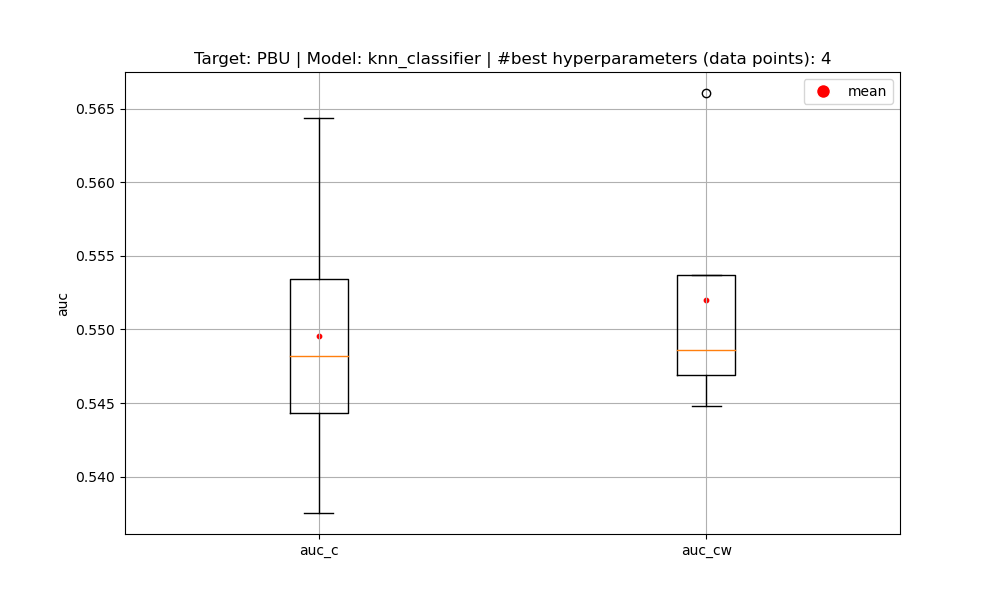 Target: PBU | Model: knn_classifier | #best hyperparameters (data points): 4
mean
0.565
0.560
0.555
0.550
0.545
0.540
auc
auc_c
auc_cw